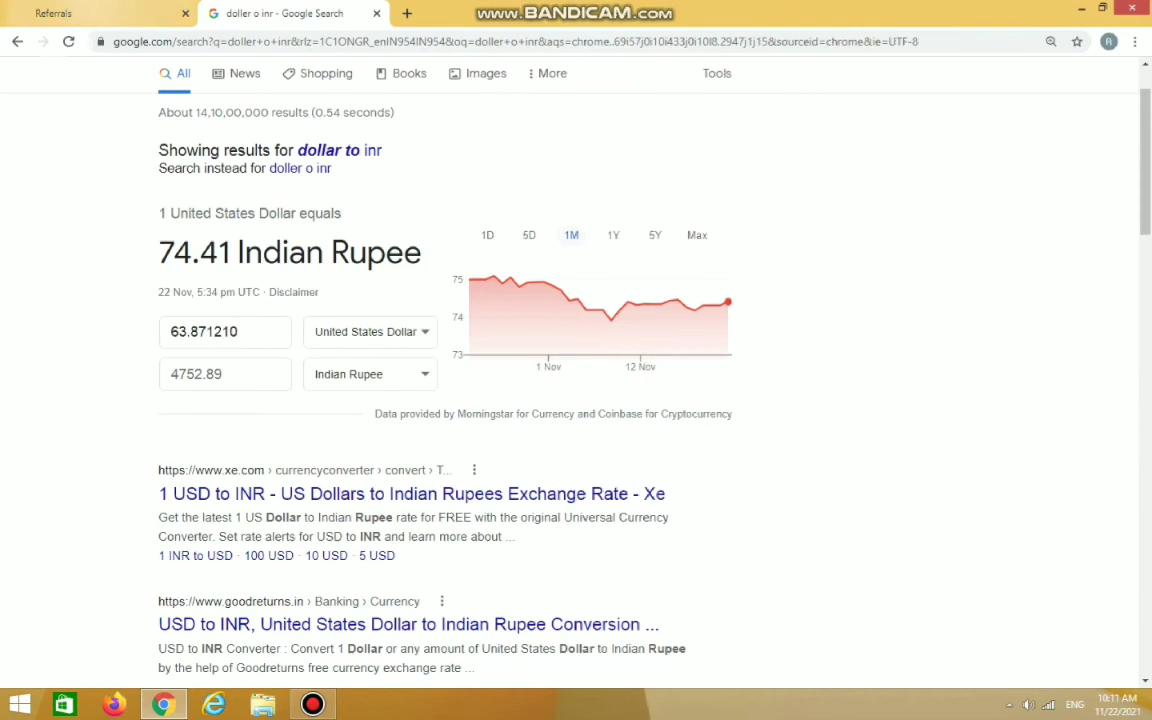 www.BANDICAM.com
Referrals
doller o inr - Google Search
google.com/search?q=doller+o+inr&rlz=1C1ONGR_enIN954IN954&oq=doller+o+inr&aqs=chrome..69i57j0i10i433j0i10l8.2947j1j15&sourceid=chrome&ie=UTF-8
All News Shopping Books Images More Tools
About 14,10,00,000 results (0.54 seconds)
Showing results for dollar to inr
Search instead for doller o inr
1 United States Dollar equals
74.41 Indian Rupee
22 Nov, 5:34 pm UTC · Disclaimer
63.871210 United States Dollar
4752.89 Indian Rupee
1D 5D 1M 1Y 5Y Max
75
74
73
1 Nov 12 Nov
Data provided by Morningstar for Currency and Coinbase for Cryptocurrency
https://www.xe.com › currencyconverter › convert › T...
1 USD to INR - US Dollars to Indian Rupees Exchange Rate - Xe
Get the latest 1 US Dollar to Indian Rupee rate for FREE with the original Universal Currency
Converter. Set rate alerts for USD to INR and learn more about ...
1 INR to USD · 100 USD · 10 USD · 5 USD
https://www.goodreturns.in › Banking › Currency
USD to INR, United States Dollar to Indian Rupee Conversion ...
USD to INR Converter : Convert 1 Dollar or any amount of United States Dollar to Indian Rupee
by the help of Goodreturns free currency exchange rate ...
ENG
10:11 AM
11/22/2021